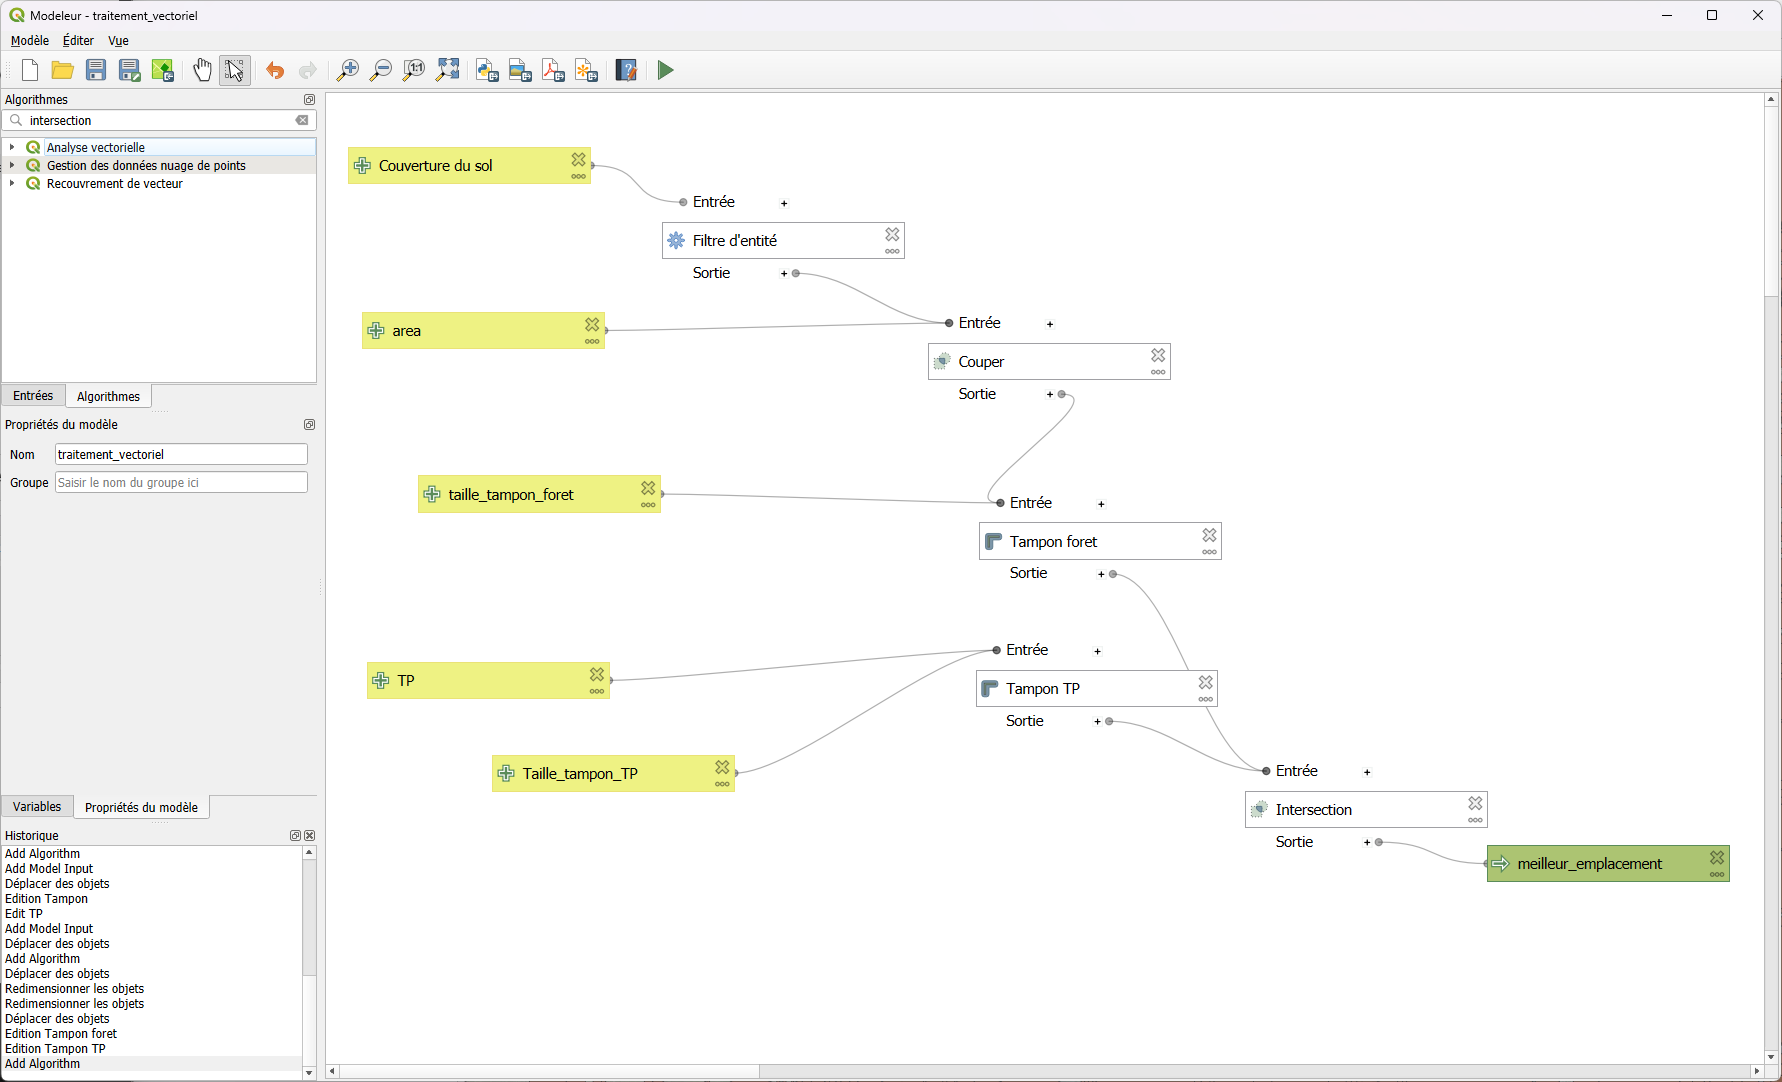 Modeleur - traitement_vectoriel
Modèle Éditer Vue
1:1
Algorithmes
intersection
Analyse vectorielle
Gestion des données nuage de points
Recouvrement de vecteur
Entrées Algorithmes
Propriétés du modèle
Nom traitement_vectoriel
Groupe Saisir le nom du groupe ici
Variables Propriétés du modèle
Historique
Add Algorithm
Add Model Input
Déplacer des objets
Edition Tampon
Edit TP
Add Model Input
Déplacer des objets
Add Algorithm
Déplacer des objets
Redimensionner les objets
Redimensionner les objets
Déplacer des objets
Edition Tampon foret
Edition Tampon TP
Add Algorithm
Couverture du sol
Entrée +
Filtre d'entité
Sortie +
area
Entrée +
Couper
Sortie +
taille_tampon_foret
Entrée +
Tampon foret
Sortie +
TP
Entrée +
Tampon TP
Sortie +
Taille_tampon_TP
Entrée +
Intersection
Sortie +
meilleur_emplacement